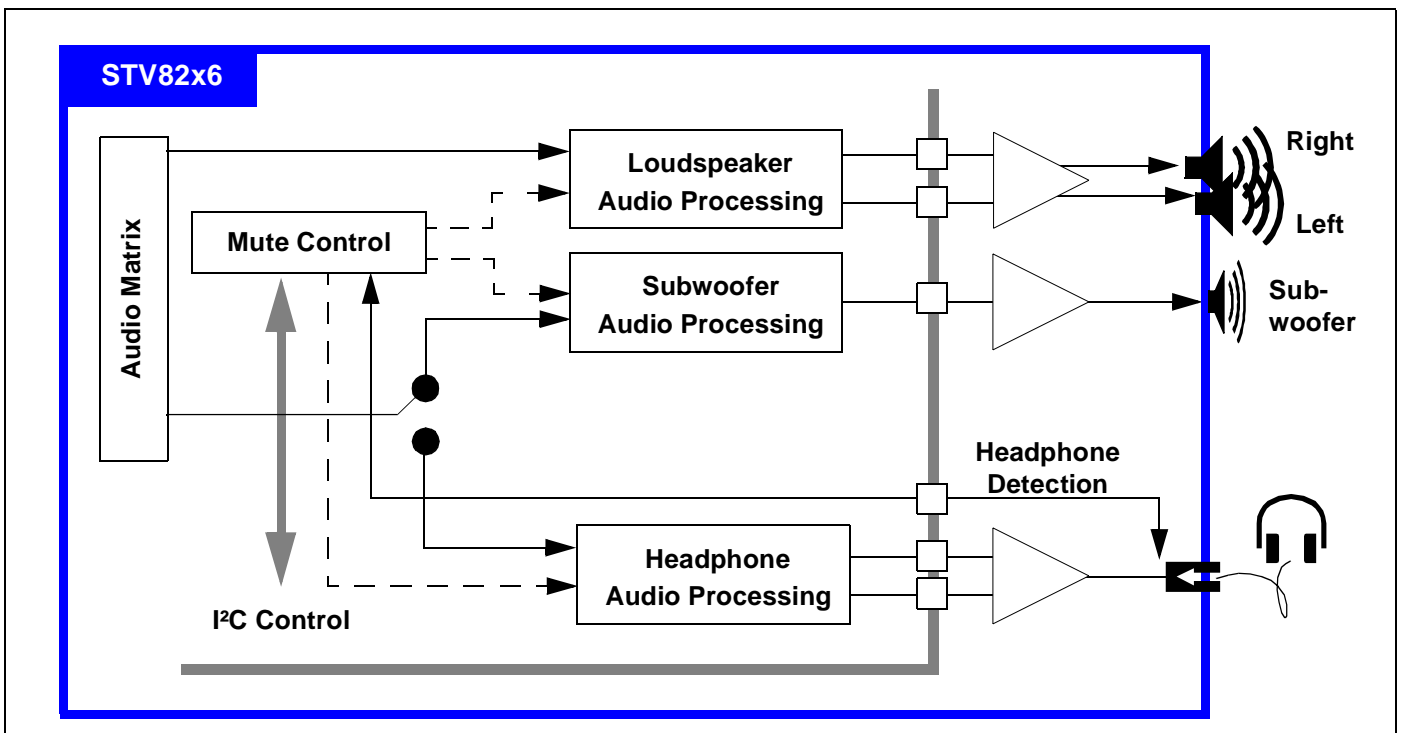 STV82x6
Audio Matrix
Loudspeaker
Audio Processing
Right
Left
Mute Control
Subwoofer
Audio Processing
Sub-
woofer
Headphone
Detection
Headphone
Audio Processing
I²C Control